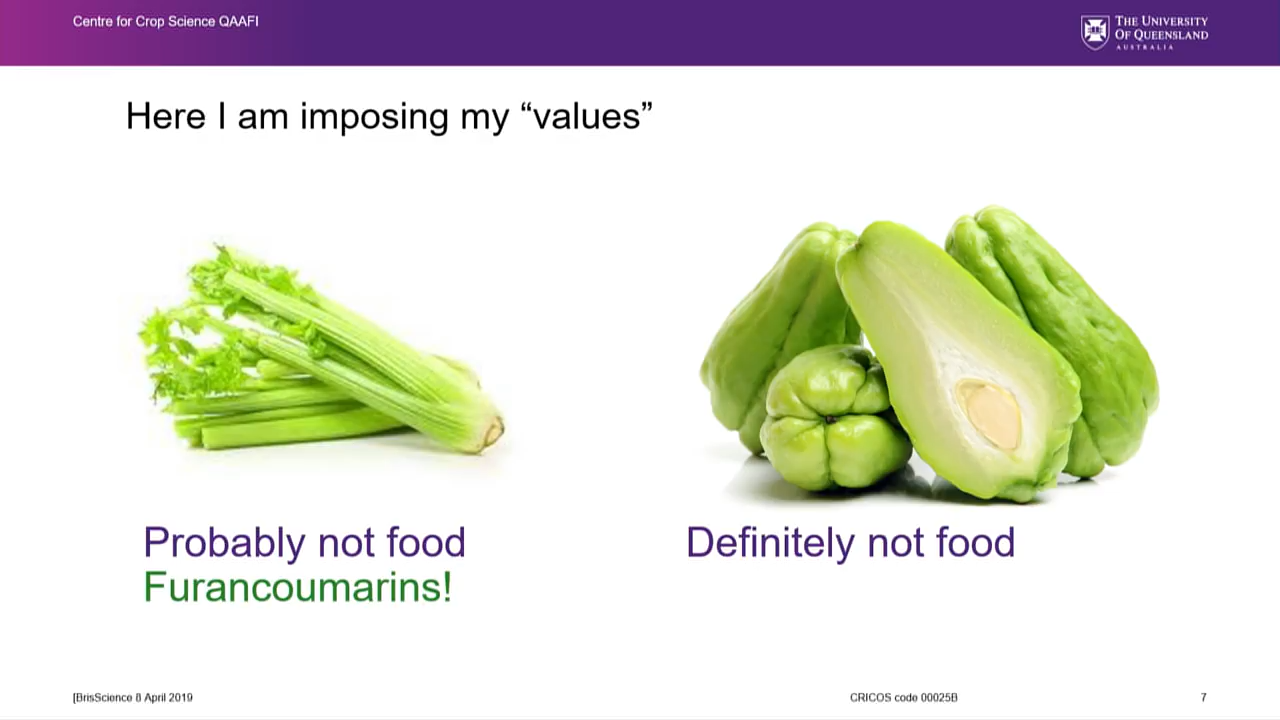 Centre for Crop Science QAAFI
THE UNIVERSITY
OF QUEENSLAND
AUSTRALIA
Here I am imposing my “values”
Probably not food
Furancoumarins!
Definitely not food
[BrisScience 8 April 2019
CRICOS code 00025B
7